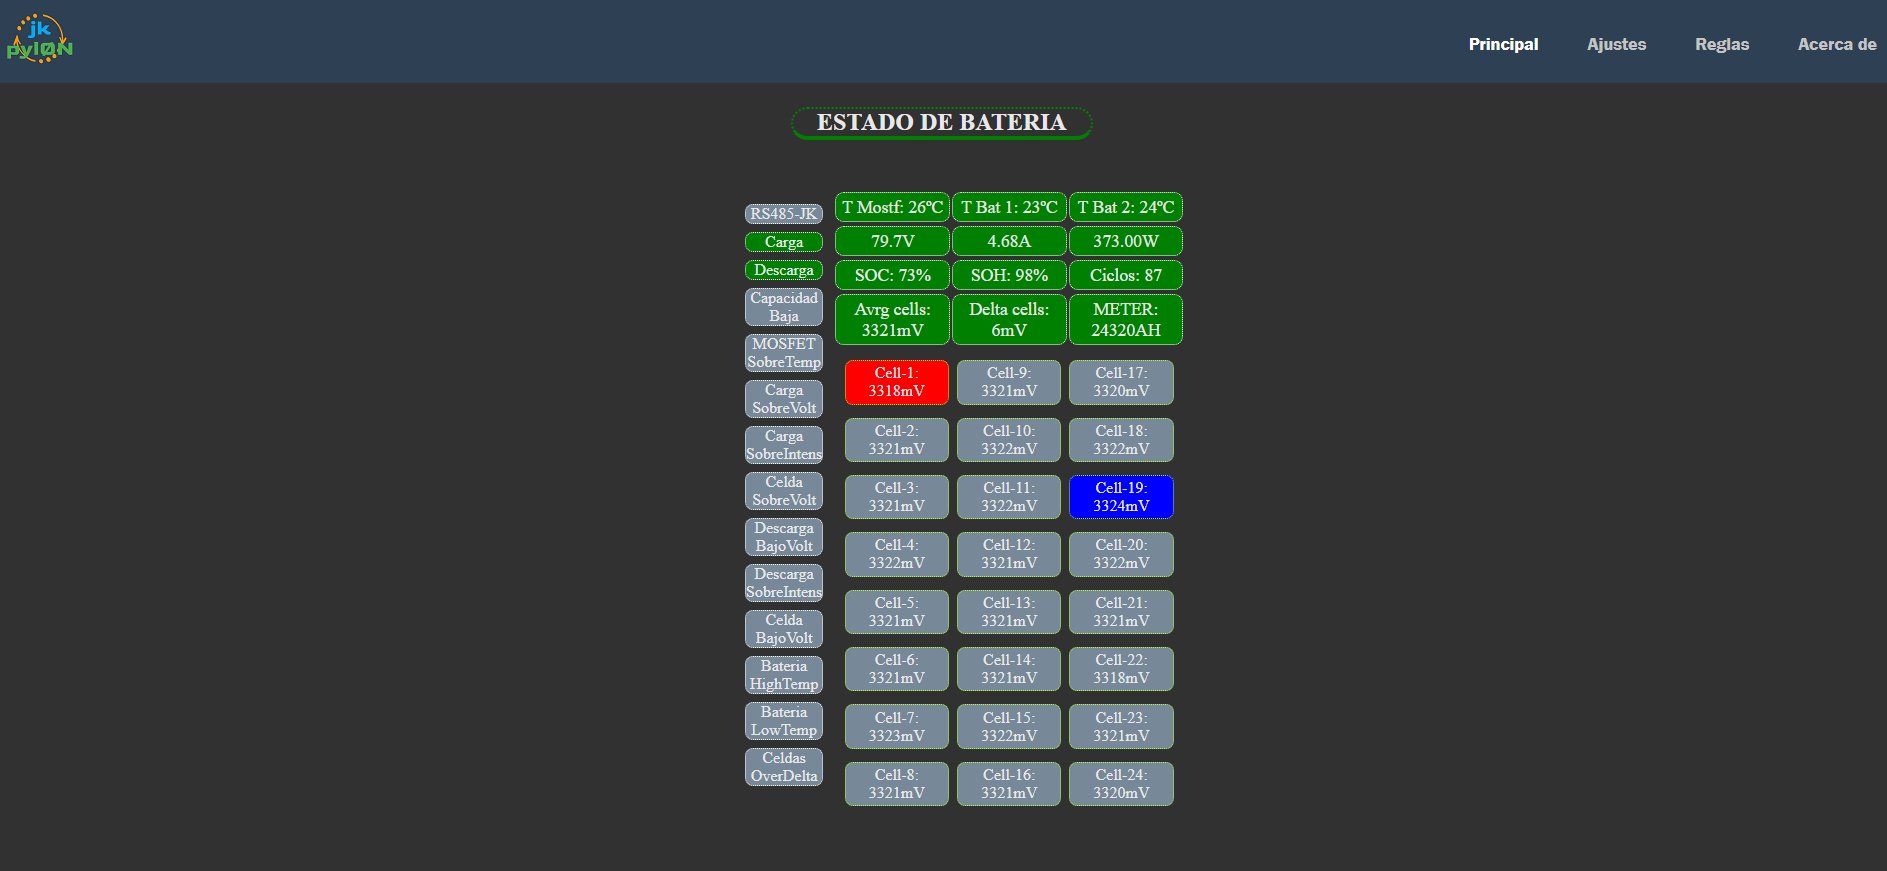 jk
pylØN
Principal
Ajustes
Reglas
Acerca de
ESTADO DE BATERIA
RS485-JK
Carga
Descarga
Capacidad
Baja
MOSFET
SobreTemp
Carga
SobreVolt
Carga
SobreIntens
Celda
SobreVolt
Descarga
BajoVolt
Descarga
SobreIntens
Celda
BajoVolt
Bateria
HighTemp
Bateria
LowTemp
Celdas
OverDelta
T Mostf: 26ºC
T Bat 1: 23ºC
T Bat 2: 24ºC
79.7V
4.68A
373.00W
SOC: 73%
SOH: 98%
Ciclos: 87
Avrg cells:
3321mV
Delta cells:
6mV
METER:
24320AH
Cell-1:
3318mV
Cell-9:
3321mV
Cell-17:
3320mV
Cell-2:
3321mV
Cell-10:
3322mV
Cell-18:
3322mV
Cell-3:
3321mV
Cell-11:
3322mV
Cell-19:
3324mV
Cell-4:
3322mV
Cell-12:
3321mV
Cell-20:
3322mV
Cell-5:
3321mV
Cell-13:
3321mV
Cell-21:
3321mV
Cell-6:
3321mV
Cell-14:
3321mV
Cell-22:
3318mV
Cell-7:
3323mV
Cell-15:
3322mV
Cell-23:
3321mV
Cell-8:
3321mV
Cell-16:
3321mV
Cell-24:
3320mV